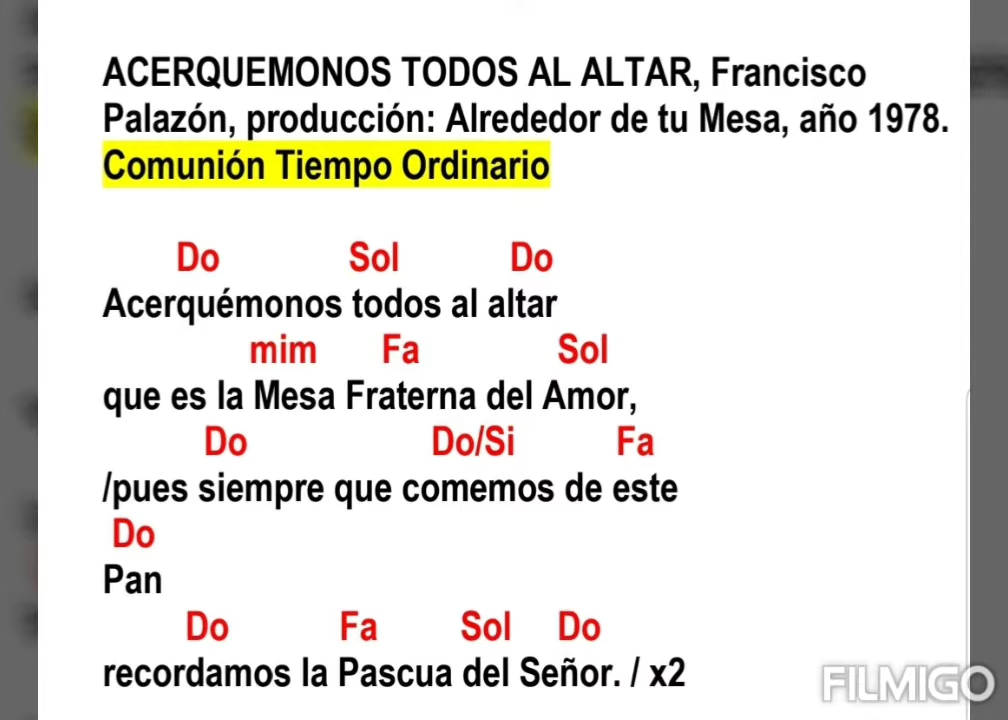 ACERQUEMONOS TODOS AL ALTAR, Francisco
Palazón, producción: Alrededor de tu Mesa, año 1978.
Comunión Tiempo Ordinario
Do Sol Do
Acerquémonos todos al altar
mim Fa Sol
que es la Mesa Fraterna del Amor,
Do Do/Si Fa
/pues siempre que comemos de este
Do
Pan
Do Fa Sol Do
recordamos la Pascua del Señor. / x2
FILMIGO